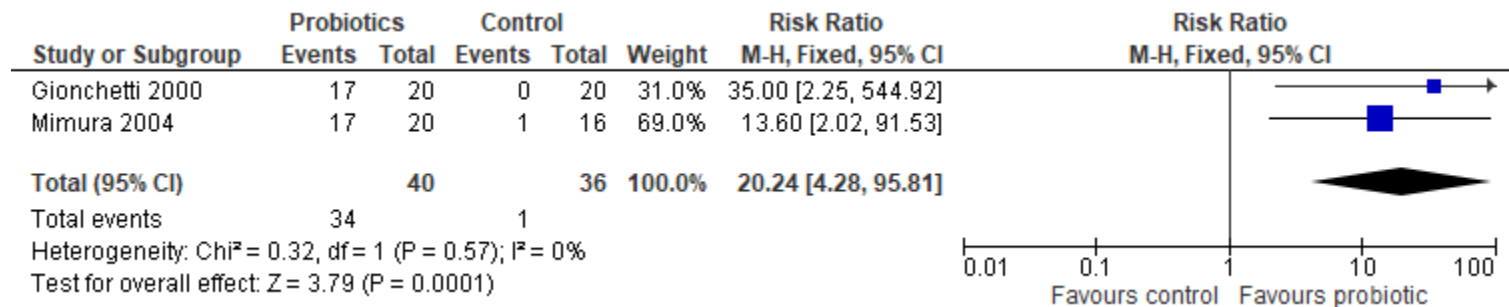 Probiotics Control Risk Ratio Risk Ratio
Study or Subgroup Events Total Events Total Weight M-H, Fixed, 95% CI M-H, Fixed, 95% CI
Gionchetti 2000 17 20 0 20 31.0% 35.00 [2.25, 544.92]
Mimura 2004 17 20 1 16 69.0% 13.60 [2.02, 91.53]
Total (95% CI) 40 36 100.0% 20.24 [4.28, 95.81]
Total events 34 1
Heterogeneity: Chi² = 0.32, df = 1 (P = 0.57); I² = 0%
Test for overall effect: Z = 3.79 (P = 0.0001)
0.01 0.1 1 10 100
Favours control Favours probiotic